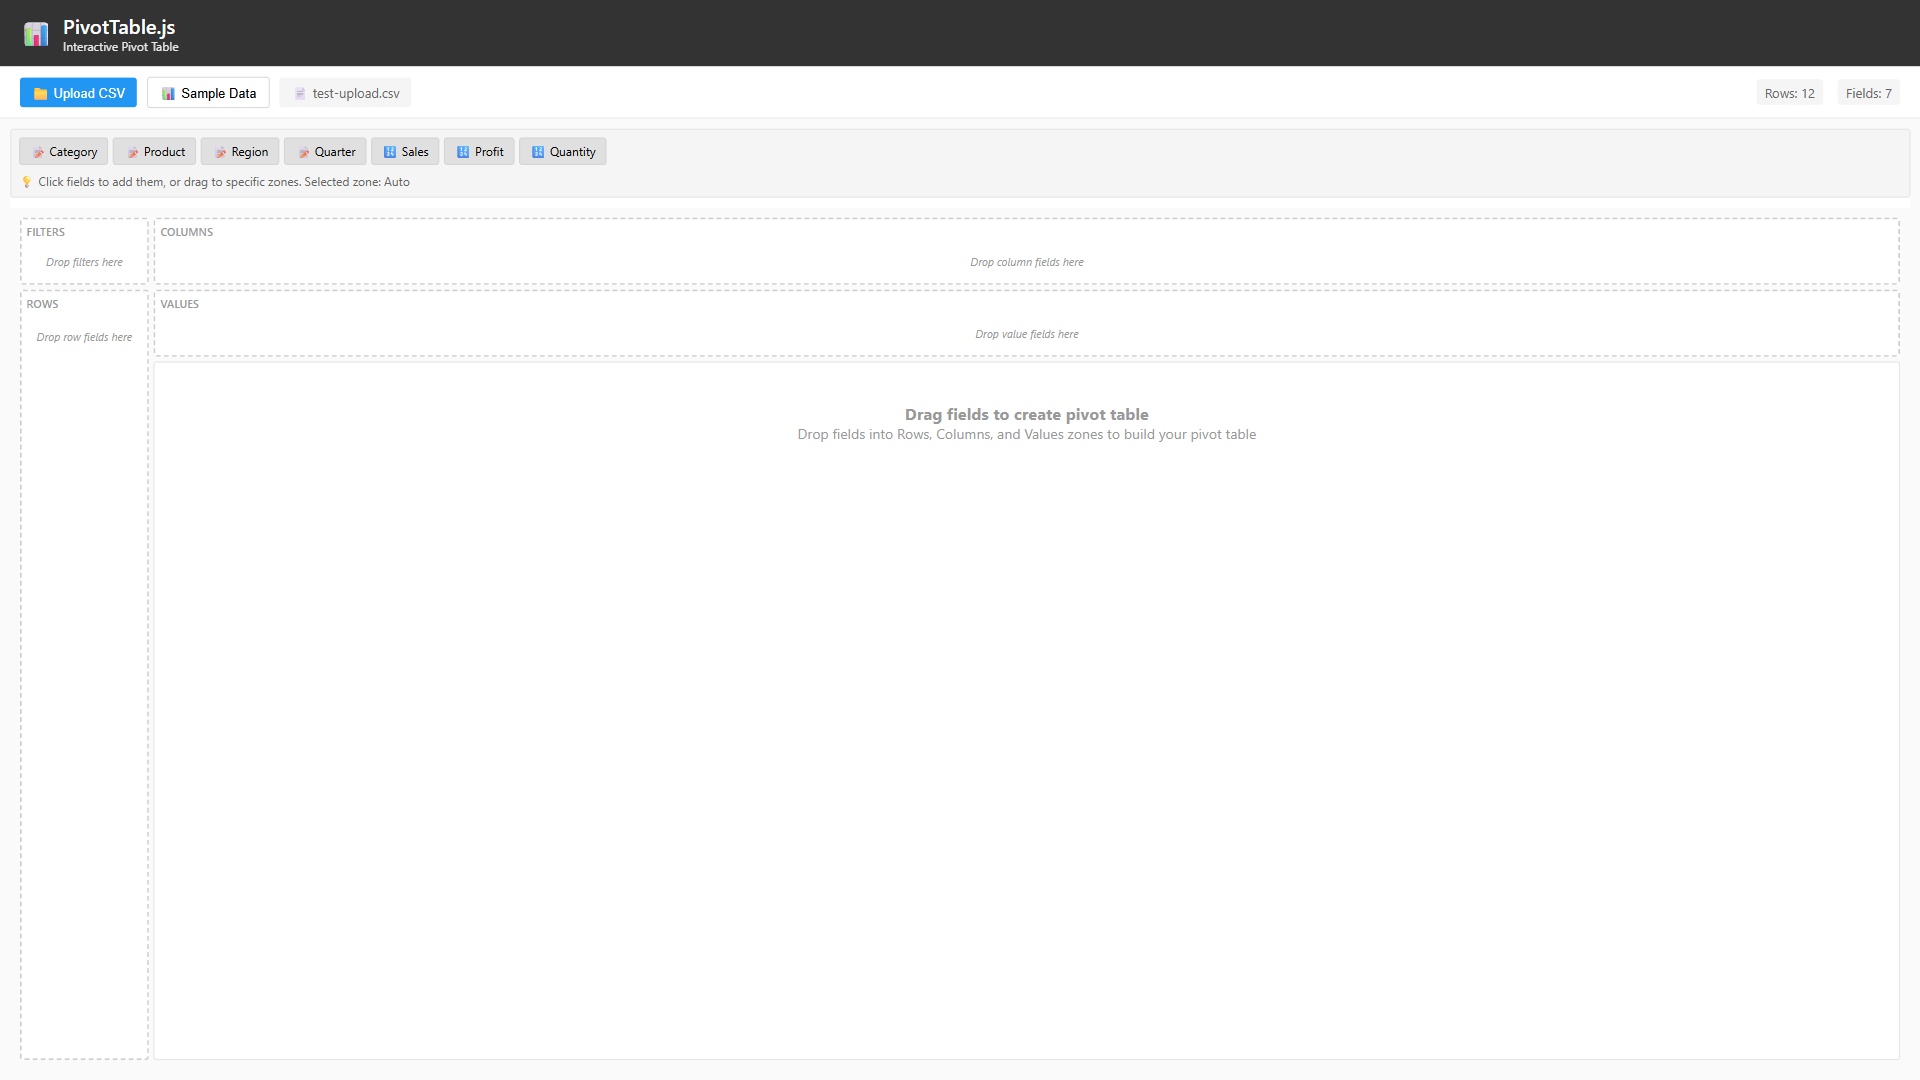 PivotTable.js
Interactive Pivot Table
Upload CSV
Sample Data
test-upload.csv
Rows: 12
Fields: 7
Category
Product
Region
Quarter
Sales
Profit
Quantity
Click fields to add them, or drag to specific zones. Selected zone: Auto
FILTERS
Drop filters here
COLUMNS
Drop column fields here
ROWS
Drop row fields here
VALUES
Drop value fields here
Drag fields to create pivot table
Drop fields into Rows, Columns, and Values zones to build your pivot table